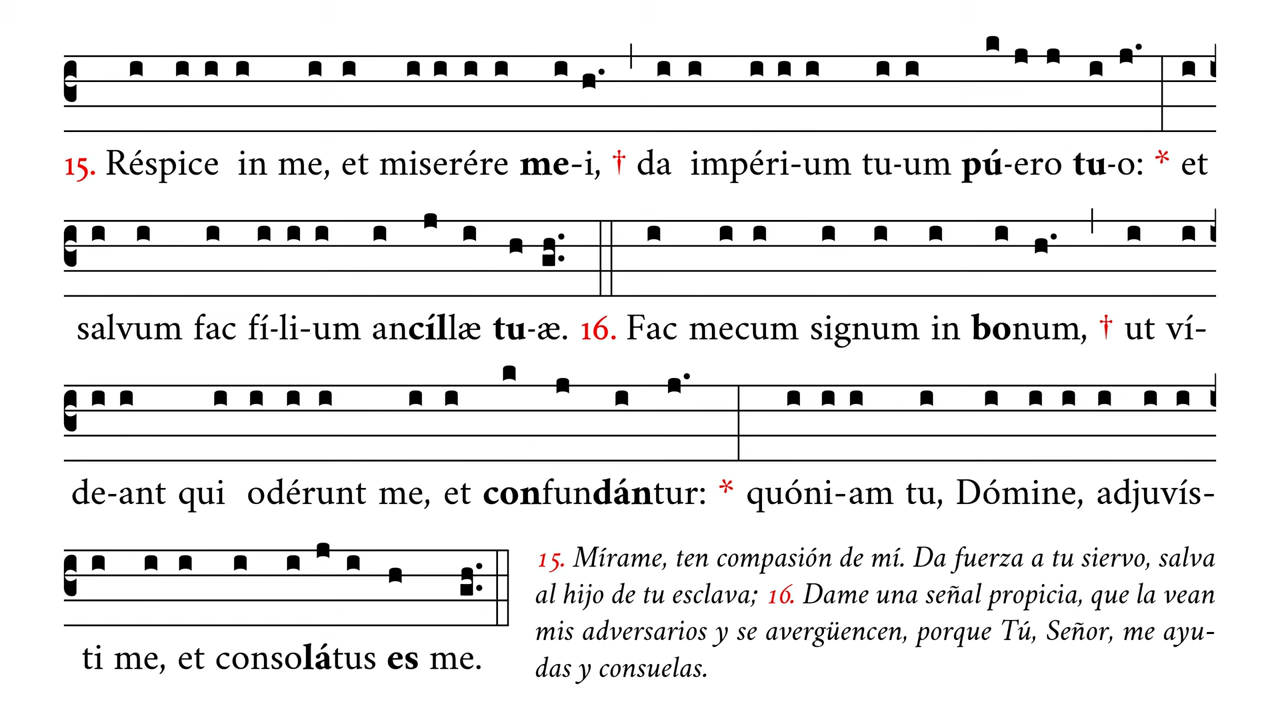 15. Réspice in me, et miserére me-i, † da impéri-um tu-um pú-ero tu-o: * et
salvum fac fí-li-um ancíllæ tu-æ. 16. Fac mecum signum in bonum, † ut ví-
de-ant qui odérunt me, et confundántur: * quóni-am tu, Dómine, adjuvís-
ti me, et consolátus es me.
15. Mírame, ten compasión de mí. Da fuerza a tu siervo, salva
al hijo de tu esclava; 16. Dame una señal propicia, que la vean
mis adversarios y se avergüencen, porque Tú, Señor, me ayu-
das y consuelas.